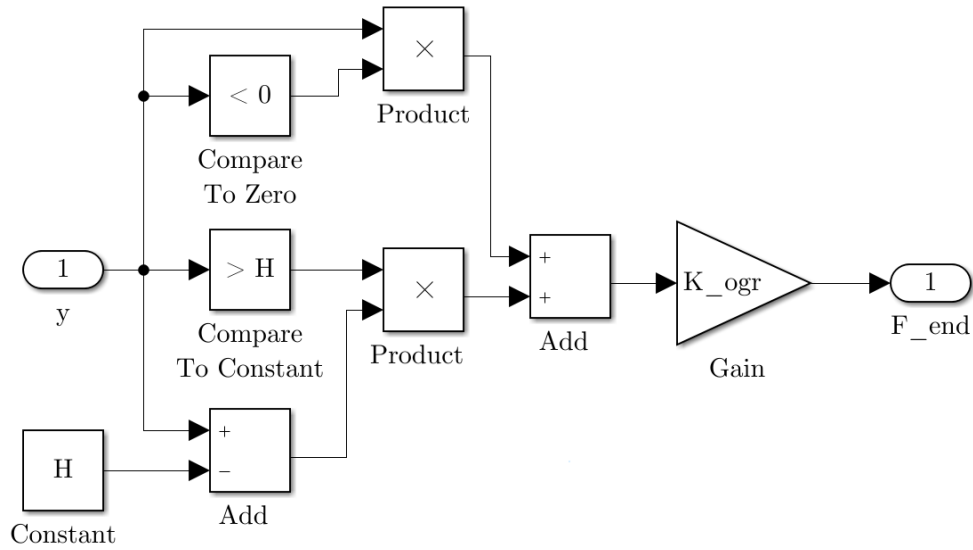 ×
Product
< 0
Compare
To Zero
1
y
> H
Compare
To Constant
×
Product
+
+
Add
K_ogr
Gain
1
F_end
H
Constant
+
−
Add